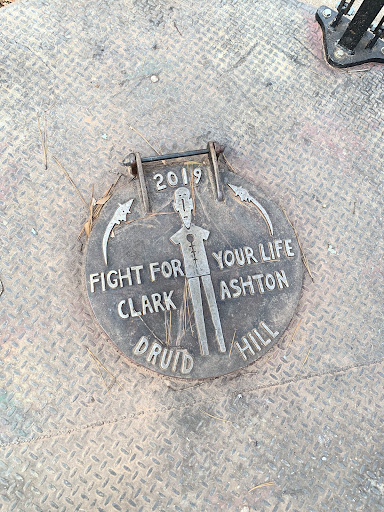 2019
FIGHT FOR YOUR LIFE
CLARK ASHTON
DRUID HILL